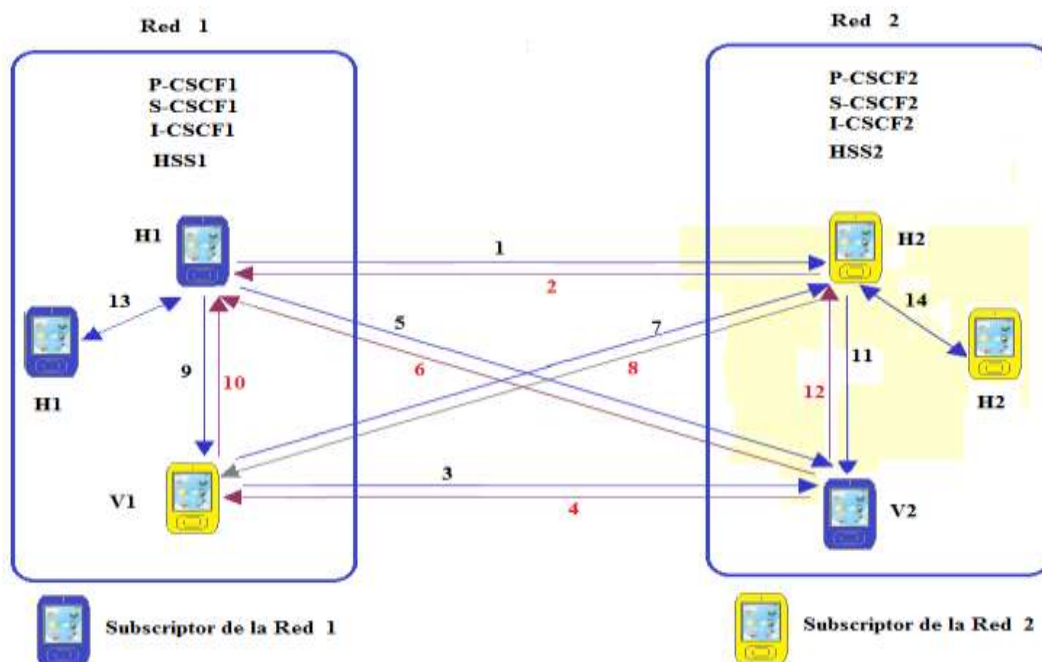 Red 1
Red 2
P-CSCF1
S-CSCF1
I-CSCF1
HSS1
P-CSCF2
S-CSCF2
I-CSCF2
HSS2
H1
H2
1
2
13
14
5
7
9
10
6
8
12
11
H1
H2
V1
3
4
V2
Subscriptor de la Red 1
Subscriptor de la Red 2